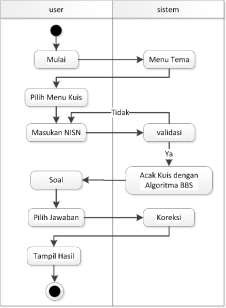 user
sistem
Mulai
Menu Tema
Pilih Menu Kuis
Tidak
Masukan NISN
validasi
Ya
Soal
Acak Kuis dengan
Algoritma BBS
Pilih Jawaban
Koreksi
Tampil Hasil